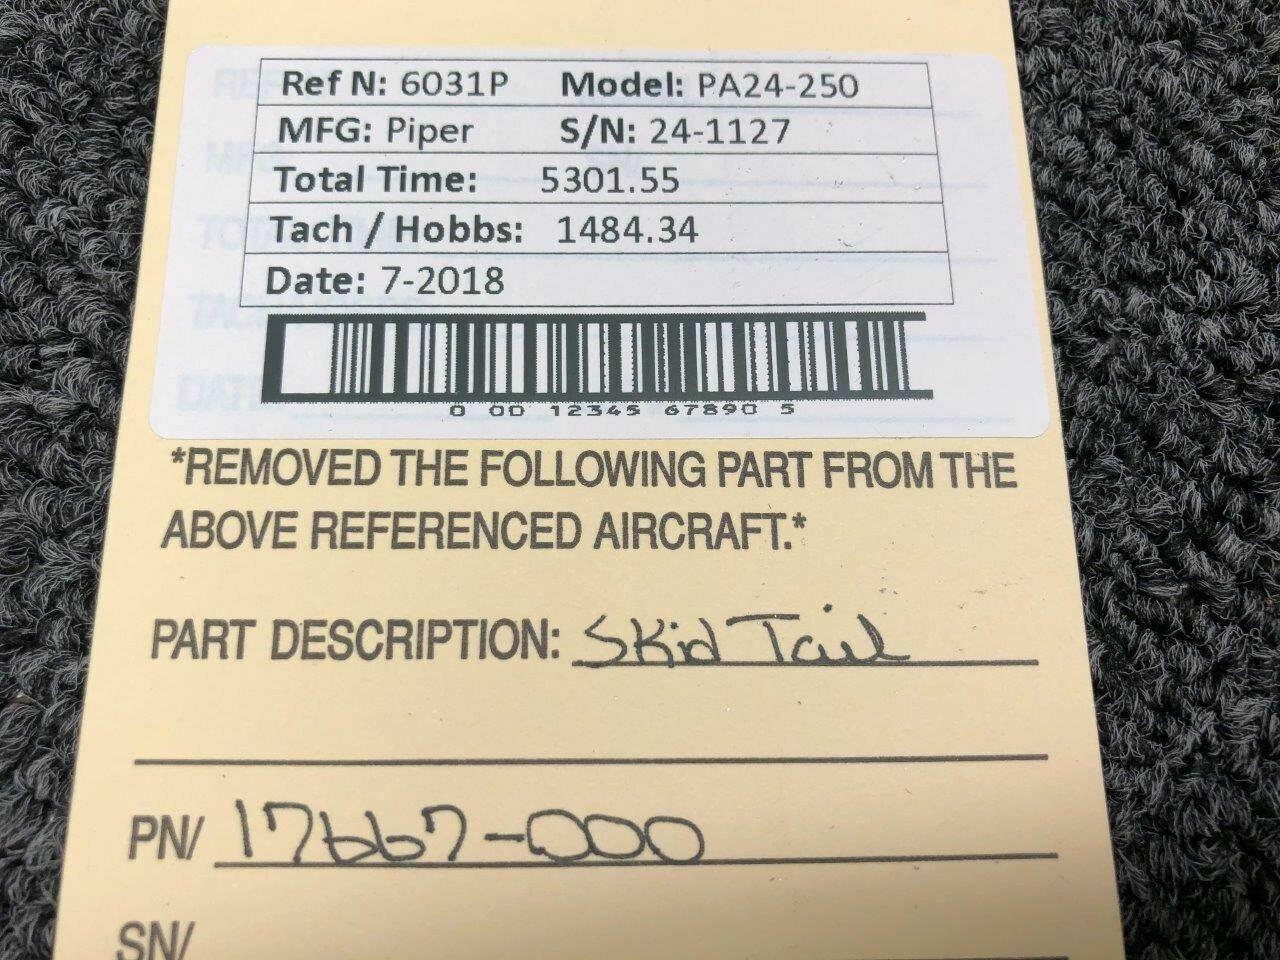 Ref N: 6031P Model: PA24-250
MFG: Piper S/N: 24-1127
Total Time: 5301.55
Tach / Hobbs: 1484.34
Date: 7-2018
0 00 12345 67890 5
*REMOVED THE FOLLOWING PART FROM THE
ABOVE REFERENCED AIRCRAFT.*
PART DESCRIPTION: Skid Tail
PN/ 17667-000
SN/